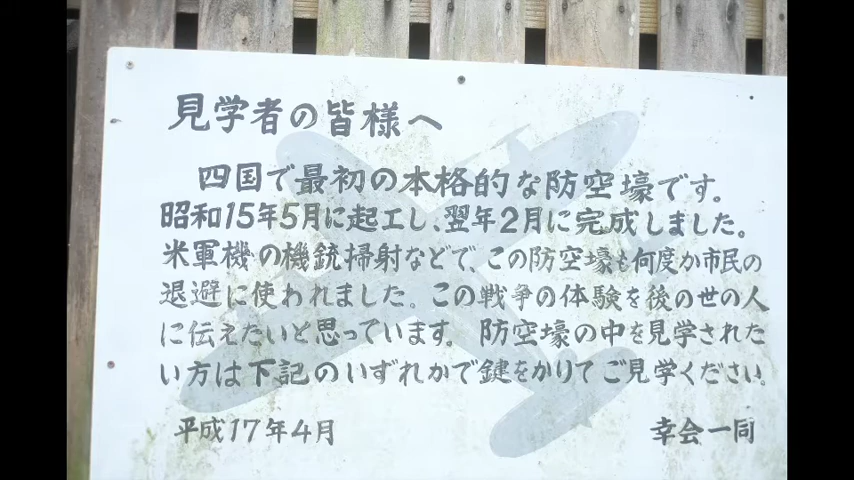 見学者の皆様へ
四国で最初の本格的な防空壕です。
昭和15年5月に起工し、翌年2月に完成しました。
米軍機の機銃掃射などで、この防空壕も何度か市民の
退避に使われました。この戦争の体験を後の世の人
に伝えたいと思っています。防空壕の中を見学された
い方は下記のいずれかで鍵をかりてご見学ください。
平成17年4月 幸会一同